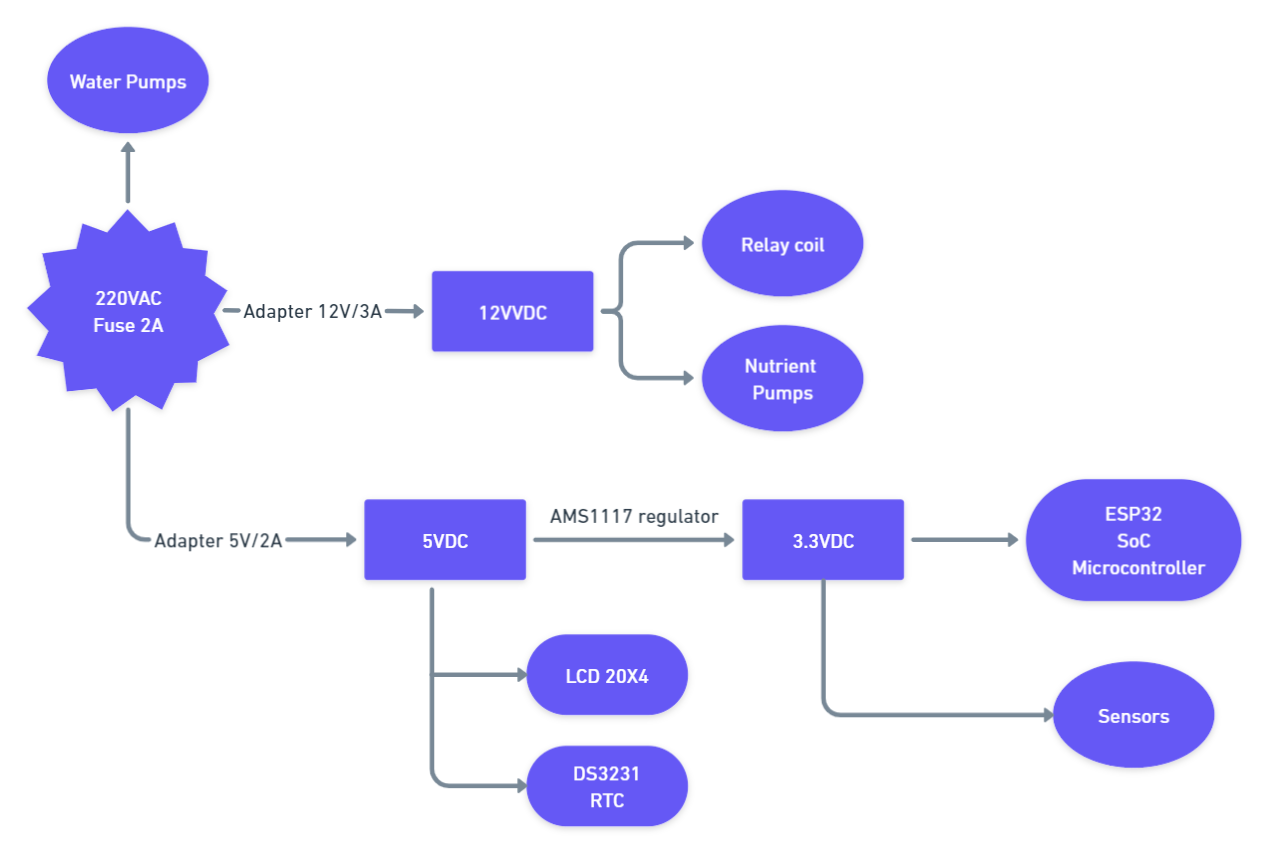 Water Pumps
220VAC
Fuse 2A
Adapter 12V/3A
12VVDC
Relay coil
Nutrient
Pumps
Adapter 5V/2A
5VDC
AMS1117 regulator
3.3VDC
ESP32
SoC
Microcontroller
LCD 20X4
DS3231
RTC
Sensors